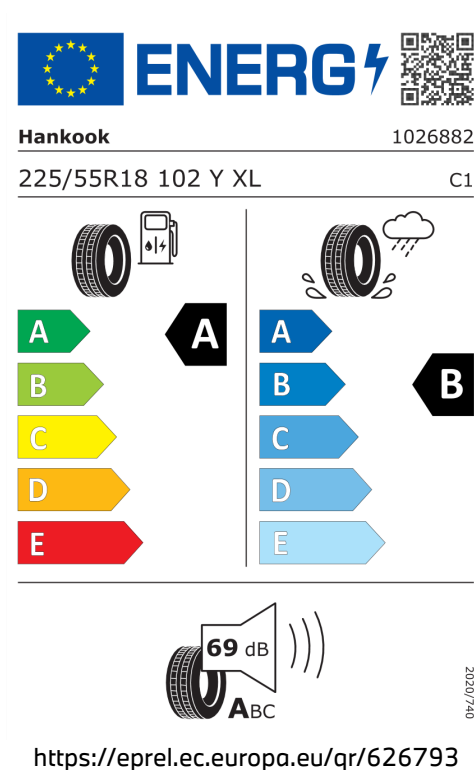 ENERG
Hankook 1026882
225/55R18 102 Y XL C1
A A A
B B B
C C
D D
E E
69 dB
ABC
2020/740
https://eprel.ec.europa.eu/qr/626793